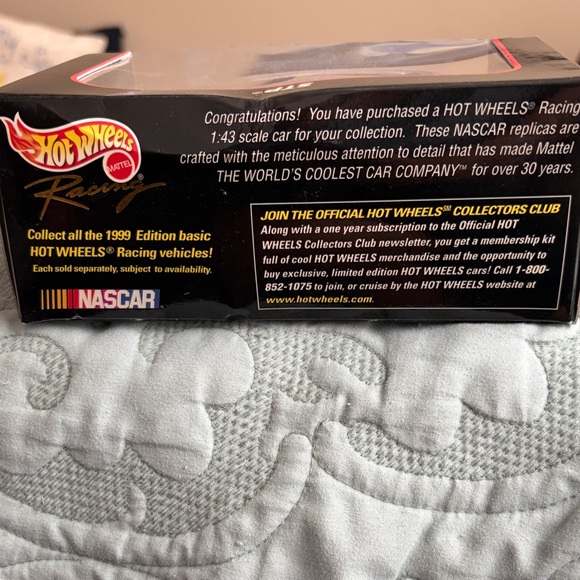 STP
Congratulations! You have purchased a HOT WHEELS® Racing
1:43 scale car for your collection. These NASCAR replicas are
crafted with the meticulous attention to detail that has made Mattel
THE WORLD'S COOLEST CAR COMPANY™ for over 30 years.
Hot Wheels
MATTEL
Racing
Collect all the 1999 Edition basic
HOT WHEELS® Racing vehicles!
Each sold separately, subject to availability.
NASCAR
JOIN THE OFFICIAL HOT WHEELS℠ COLLECTORS CLUB
Along with a one year subscription to the Official HOT
WHEELS Collectors Club newsletter, you get a membership kit
full of cool HOT WHEELS merchandise and the opportunity to
buy exclusive, limited edition HOT WHEELS cars! Call 1-800-
852-1075 to join, or cruise by the HOT WHEELS website at
www.hotwheels.com.